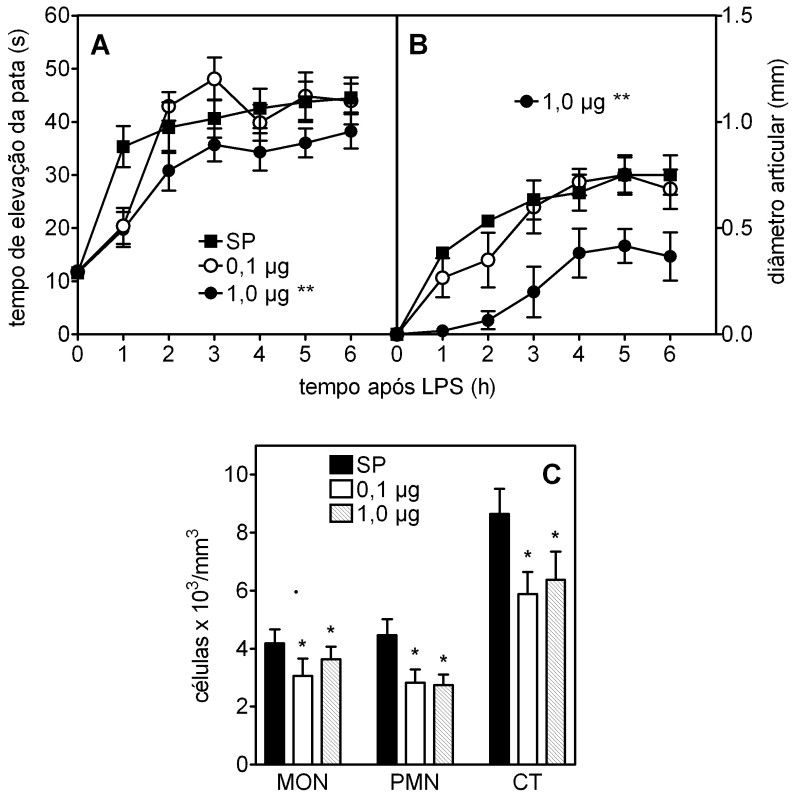 A
B
tempo de elevação da pata (s)
60
50
40
30
20
10
0
SP
0,1 µg
1,0 µg **
0 1 2 3 4 5 6
1,0 µg **
1.5
1.0
0.5
0.0
diâmetro articular (mm)
0 1 2 3 4 5 6
tempo após LPS (h)
C
células x 10³/mm³
10
8
6
4
2
0
SP
0,1 µg
1,0 µg
* *
* *
* *
MON PMN CT